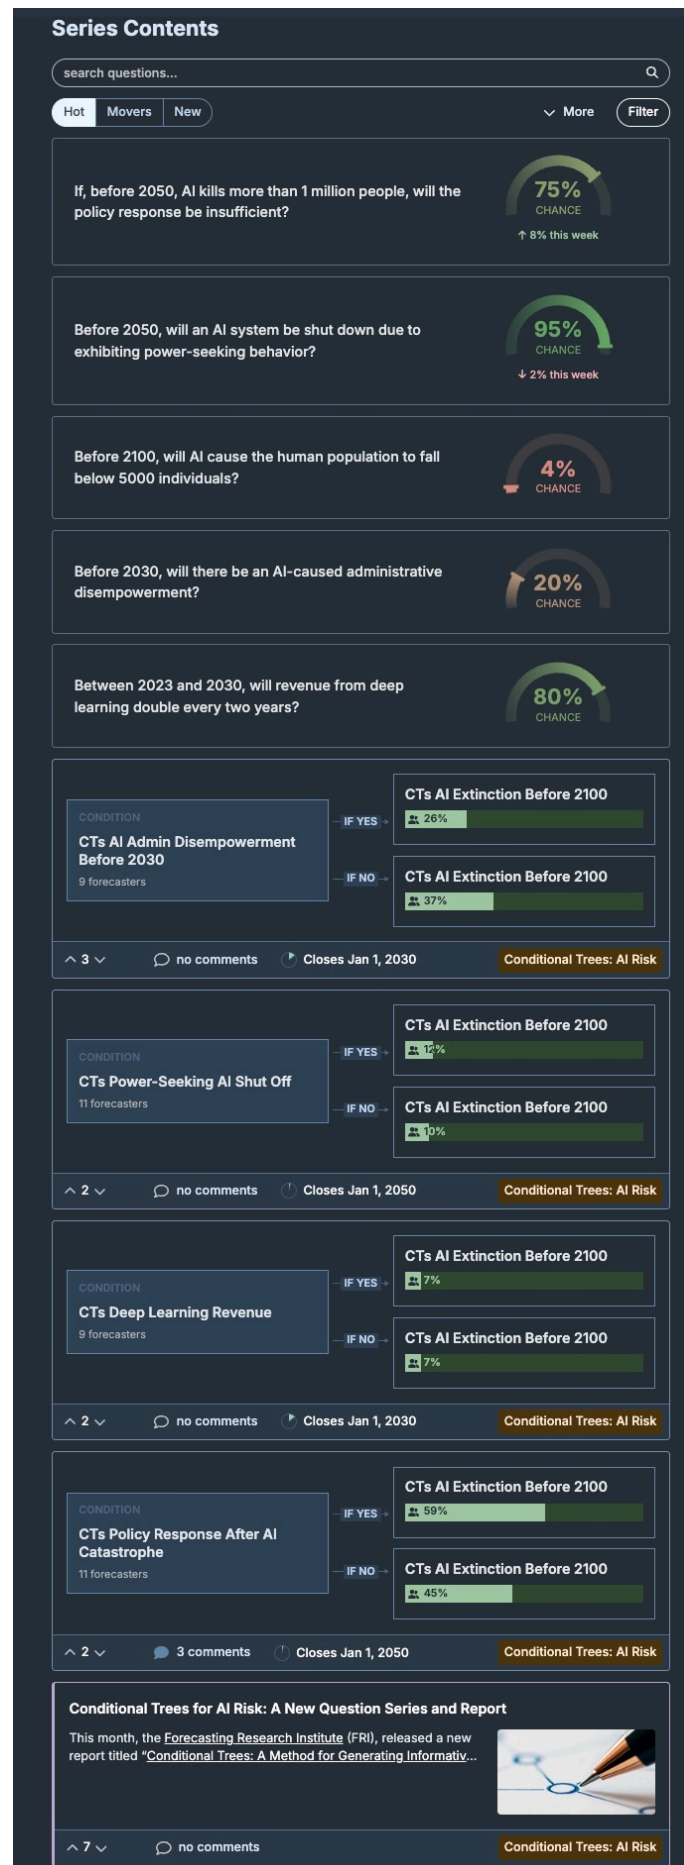 Series Contents
search questions...
Hot Movers New More Filter
If, before 2050, AI kills more than 1 million people, will the
policy response be insufficient?
75%
CHANCE
↑ 8% this week
Before 2050, will an AI system be shut down due to
exhibiting power-seeking behavior?
95%
CHANCE
↓ 2% this week
Before 2100, will AI cause the human population to fall
below 5000 individuals?
4%
CHANCE
Before 2030, will there be an AI-caused administrative
disempowerment?
20%
CHANCE
Between 2023 and 2030, will revenue from deep
learning double every two years?
80%
CHANCE
CONDITION
CTs AI Admin Disempowerment
Before 2030
9 forecasters
IF YES
CTs AI Extinction Before 2100
26%
IF NO
CTs AI Extinction Before 2100
37%
3 no comments Closes Jan 1, 2030 Conditional Trees: AI Risk
CONDITION
CTs Power-Seeking AI Shut Off
11 forecasters
IF YES
CTs AI Extinction Before 2100
12%
IF NO
CTs AI Extinction Before 2100
10%
2 no comments Closes Jan 1, 2050 Conditional Trees: AI Risk
CONDITION
CTs Deep Learning Revenue
9 forecasters
IF YES
CTs AI Extinction Before 2100
7%
IF NO
CTs AI Extinction Before 2100
7%
2 no comments Closes Jan 1, 2030 Conditional Trees: AI Risk
CONDITION
CTs Policy Response After AI
Catastrophe
11 forecasters
IF YES
CTs AI Extinction Before 2100
59%
IF NO
CTs AI Extinction Before 2100
45%
2 3 comments Closes Jan 1, 2050 Conditional Trees: AI Risk
Conditional Trees for AI Risk: A New Question Series and Report
This month, the Forecasting Research Institute (FRI), released a new
report titled “Conditional Trees: A Method for Generating Informativ...
7 no comments Conditional Trees: AI Risk